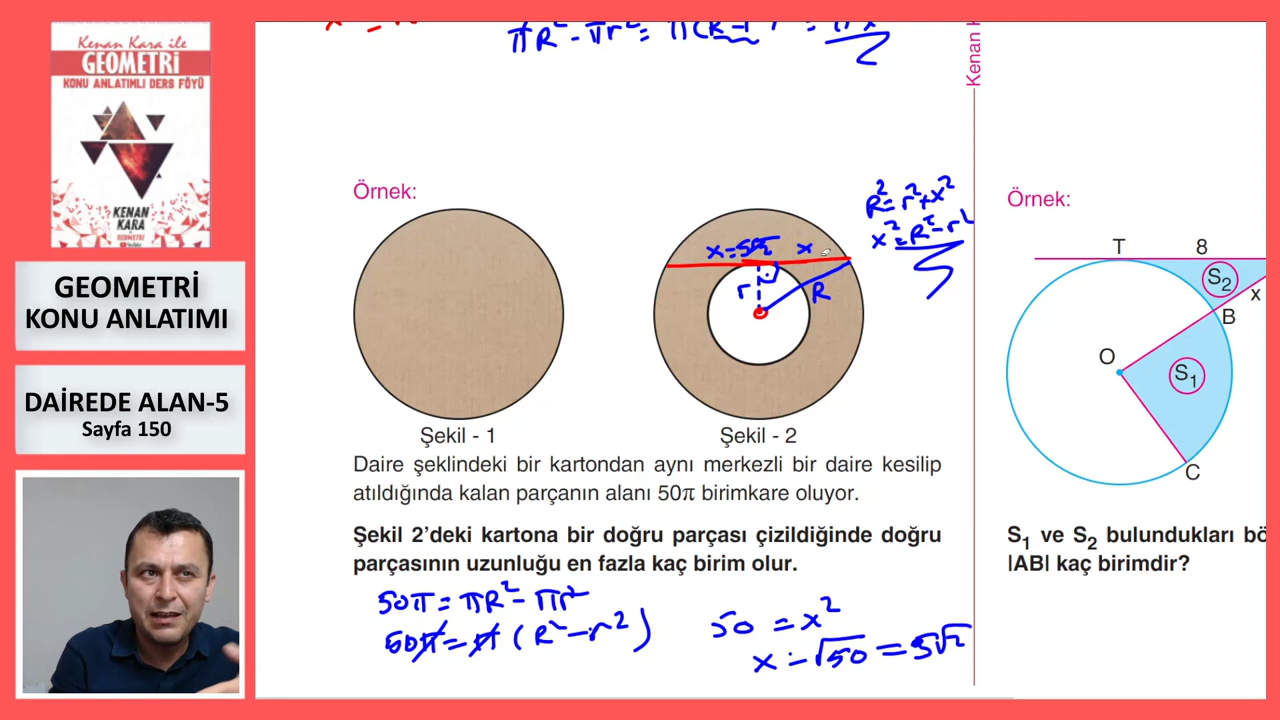 Kenan Kara ile
GEOMETRİ
KONU ANLATIMLI DERS FÖYÜ
KENAN
KARA
GEOMETRİ
KONU ANLATIMI
DAİREDE ALAN-5
Sayfa 150
πR² - πr² =
Kenan K
Örnek:
x = 5√2
x
r
R
R² = r² + x²
x² = R² - r²
Şekil - 1
Şekil - 2
Daire şeklindeki bir kartondan aynı merkezli bir daire kesilip
atıldığında kalan parçanın alanı 50π birimkare oluyor.
Şekil 2’deki kartona bir doğru parçası çizildiğinde doğru
parçasının uzunluğu en fazla kaç birim olur.
50π = πR² - πr²
50π = π (R² - r²)
50 = x²
x = √50 = 5√2
Örnek:
T
8
S₂
x
B
O
S₁
C
S₁ ve S₂ bulundukları bö
|AB| kaç birimdir?